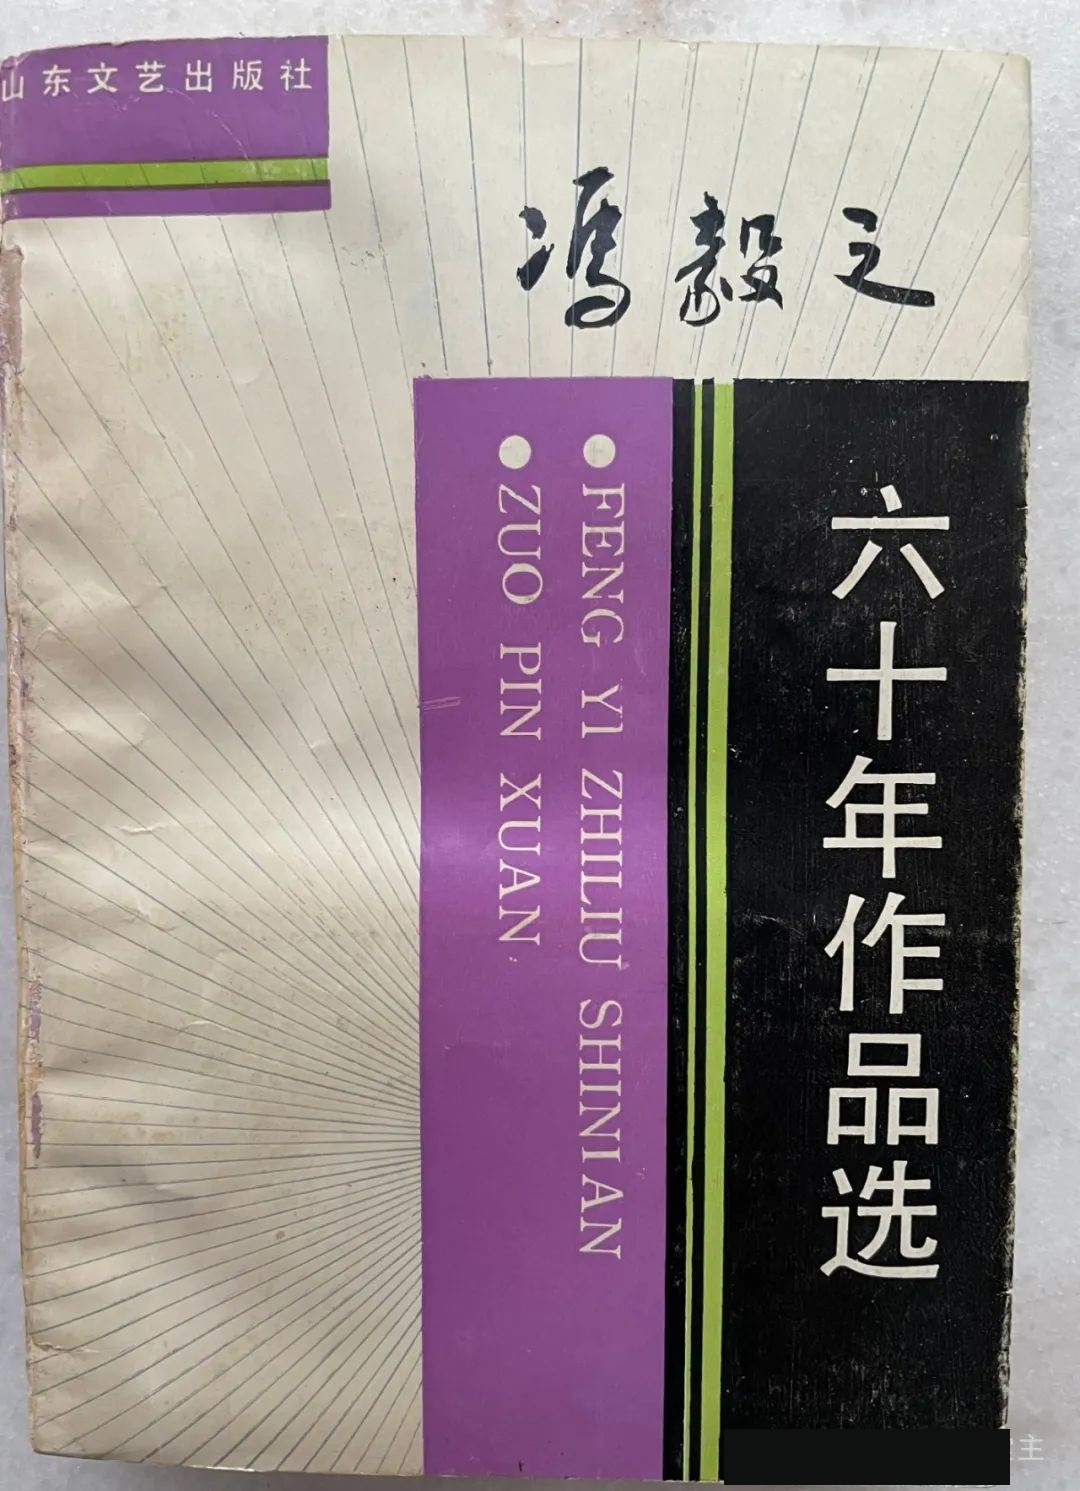 山东文艺出版社
冯毅之
六十年作品选
●FENG YI ZHILIU SHINIAN
●ZUO PIN XUAN
主